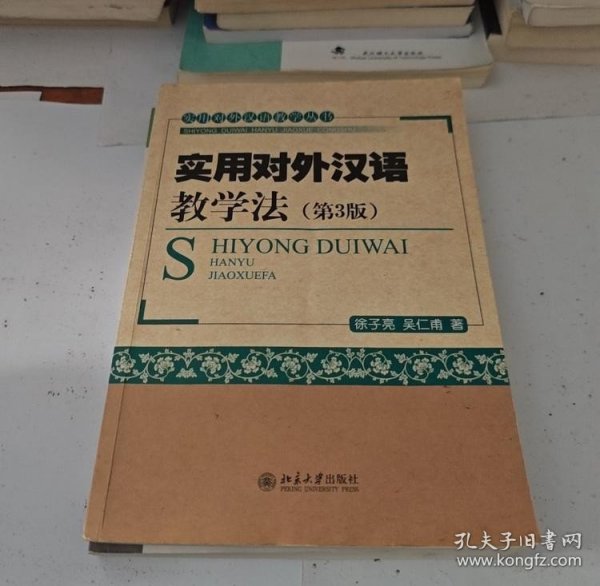 实用对外汉语教学丛书
SHIYONG DUIWAI HANYU JIAOXUE CONGSHU
实用对外汉语
教学法（第3版）
SHIYONG DUIWAI
HANYU
JIAOXUEFA
徐子亮 吴仁甫 著
北京大学出版社
PEKING UNIVERSITY PRESS
孔夫子旧书网
www.kongfz.com